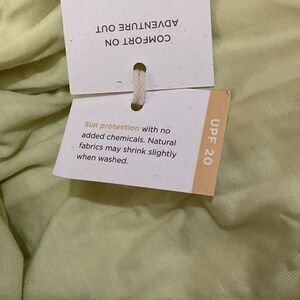 COMFORT ON
ADVENTURE OUT
Sun protection with no
added chemicals. Natural
fabrics may shrink slightly
when washed.
UPF 20